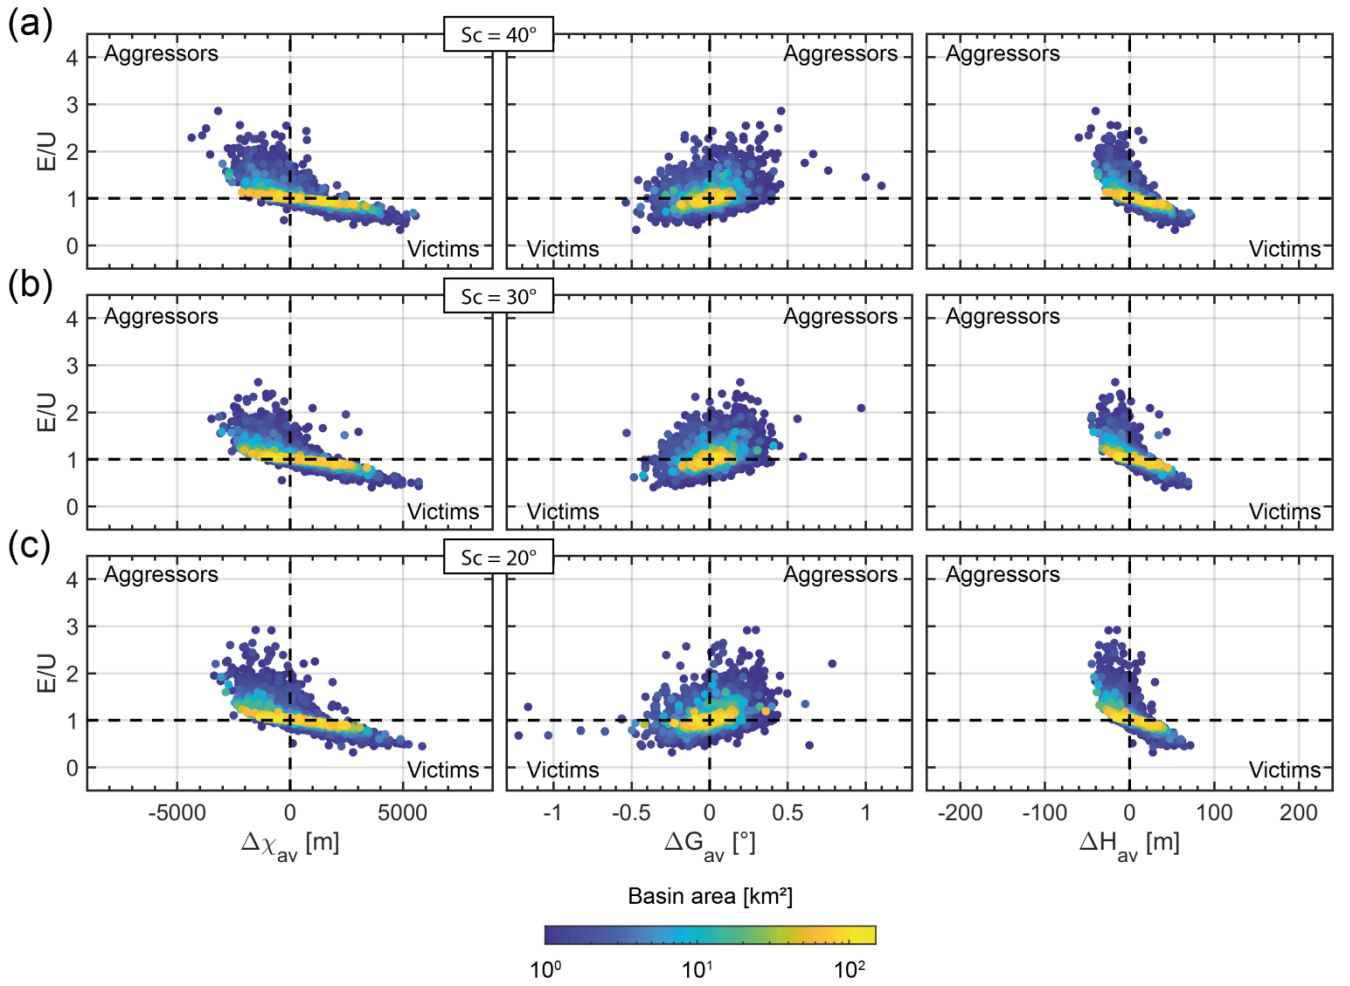 (a)
Sc = 40°
Aggressors
Aggressors
Aggressors
4
3
2
1
0
E/U
Victims
Victims
Victims
(b)
Sc = 30°
Aggressors
Aggressors
Aggressors
4
3
2
1
0
E/U
Victims
Victims
Victims
(c)
Sc = 20°
Aggressors
Aggressors
Aggressors
4
3
2
1
0
E/U
Victims
Victims
Victims
-5000 0 5000
-1 -0.5 0 0.5 1
-200 -100 0 100 200
Δχav [m]
ΔGav [°]
ΔHav [m]
Basin area [km²]
10⁰ 10¹ 10²